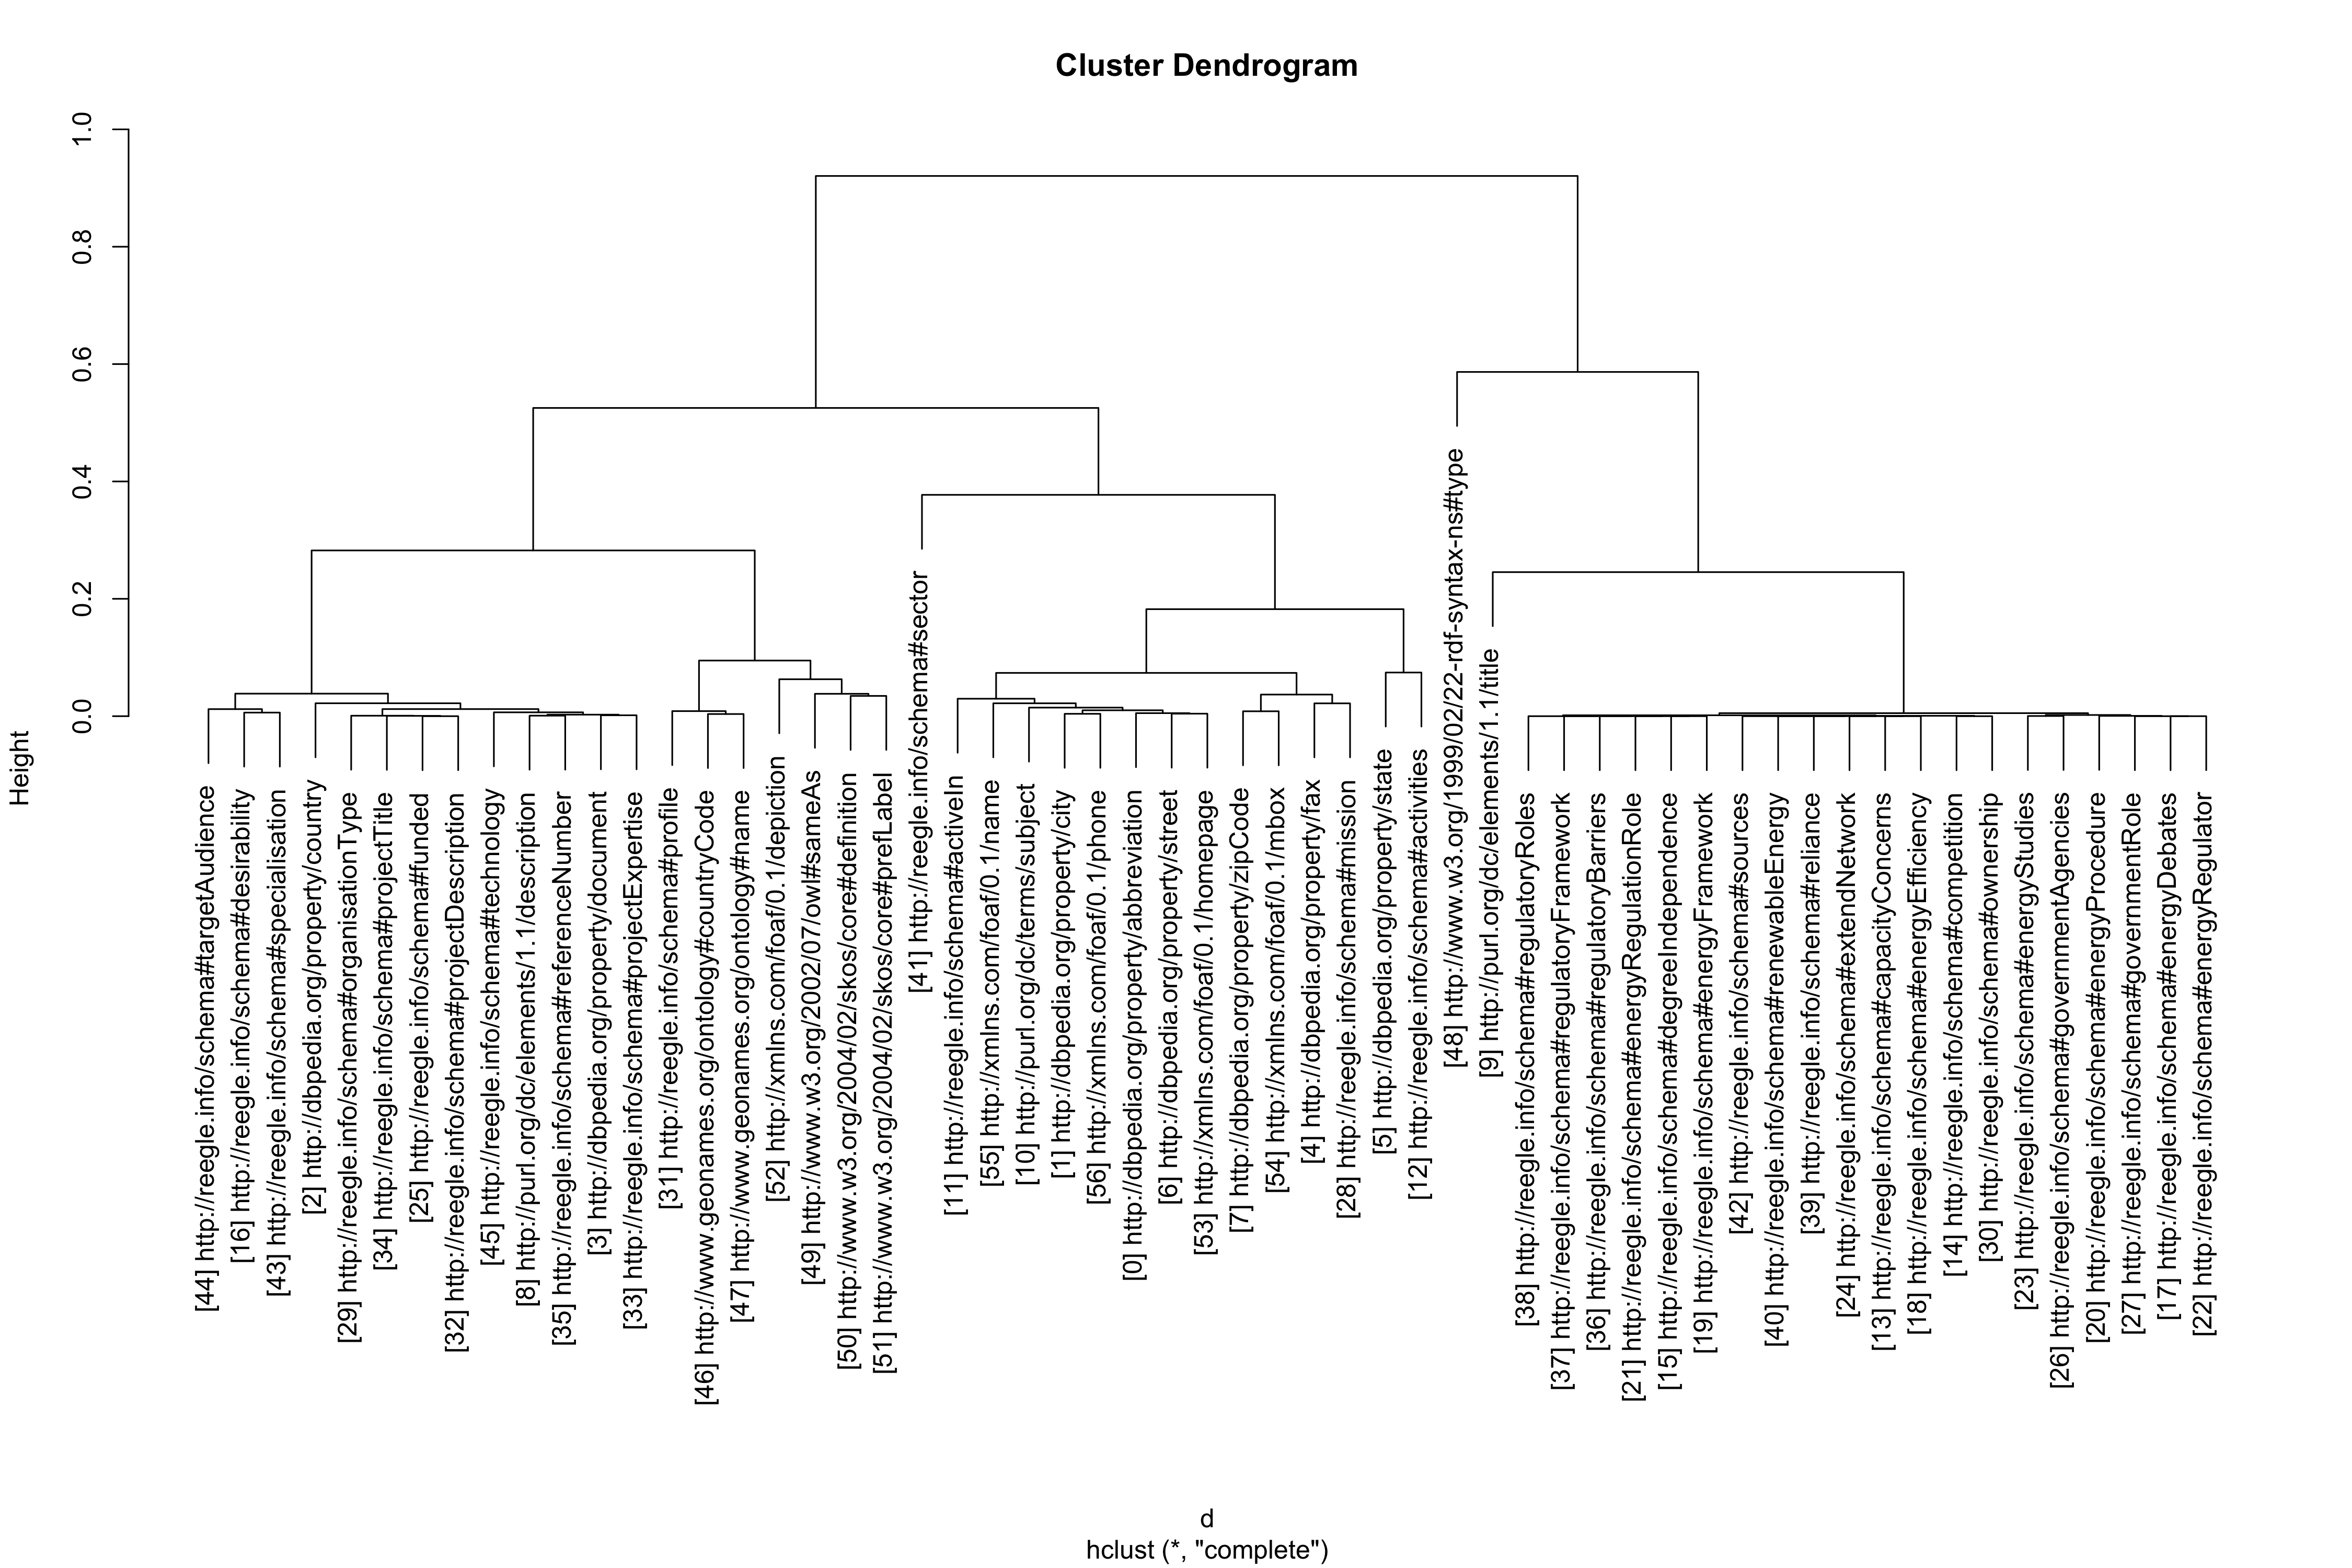 Cluster Dendrogram
Height
1.0
0.8
0.6
0.4
0.2
0.0
[44] http://reegle.info/schema#targetAudience
[16] http://reegle.info/schema#desirability
[43] http://reegle.info/schema#specialisation
[2] http://dbpedia.org/property/country
[29] http://reegle.info/schema#organisationType
[34] http://reegle.info/schema#projectTitle
[25] http://reegle.info/schema#funded
[32] http://reegle.info/schema#projectDescription
[45] http://reegle.info/schema#technology
[8] http://purl.org/dc/elements/1.1/description
[35] http://reegle.info/schema#referenceNumber
[3] http://dbpedia.org/property/document
[33] http://reegle.info/schema#projectExpertise
[31] http://reegle.info/schema#profile
[46] http://www.geonames.org/ontology#countryCode
[47] http://www.geonames.org/ontology#name
[52] http://xmlns.com/foaf/0.1/depiction
[49] http://www.w3.org/2002/07/owl#sameAs
[50] http://www.w3.org/2004/02/skos/core#definition
[51] http://www.w3.org/2004/02/skos/core#prefLabel
[41] http://reegle.info/schema#sector
[11] http://reegle.info/schema#activeIn
[55] http://xmlns.com/foaf/0.1/name
[10] http://purl.org/dc/terms/subject
[1] http://dbpedia.org/property/city
[56] http://xmlns.com/foaf/0.1/phone
[0] http://dbpedia.org/property/abbreviation
[6] http://dbpedia.org/property/street
[53] http://xmlns.com/foaf/0.1/homepage
[7] http://dbpedia.org/property/zipCode
[54] http://xmlns.com/foaf/0.1/mbox
[4] http://dbpedia.org/property/fax
[28] http://reegle.info/schema#mission
[5] http://dbpedia.org/property/state
[12] http://reegle.info/schema#activities
[48] http://www.w3.org/1999/02/22-rdf-syntax-ns#type
[9] http://purl.org/dc/elements/1.1/title
[38] http://reegle.info/schema#regulatoryRoles
[37] http://reegle.info/schema#regulatoryFramework
[36] http://reegle.info/schema#regulatoryBarriers
[21] http://reegle.info/schema#energyRegulationRole
[15] http://reegle.info/schema#degreeIndependence
[19] http://reegle.info/schema#energyFramework
[42] http://reegle.info/schema#sources
[40] http://reegle.info/schema#renewableEnergy
[39] http://reegle.info/schema#reliance
[24] http://reegle.info/schema#extendNetwork
[13] http://reegle.info/schema#capacityConcerns
[18] http://reegle.info/schema#energyEfficiency
[14] http://reegle.info/schema#competition
[30] http://reegle.info/schema#ownership
[23] http://reegle.info/schema#energyStudies
[26] http://reegle.info/schema#governmentAgencies
[20] http://reegle.info/schema#energyProcedure
[27] http://reegle.info/schema#governmentRole
[17] http://reegle.info/schema#energyDebates
[22] http://reegle.info/schema#energyRegulator
d
hclust (*, "complete")